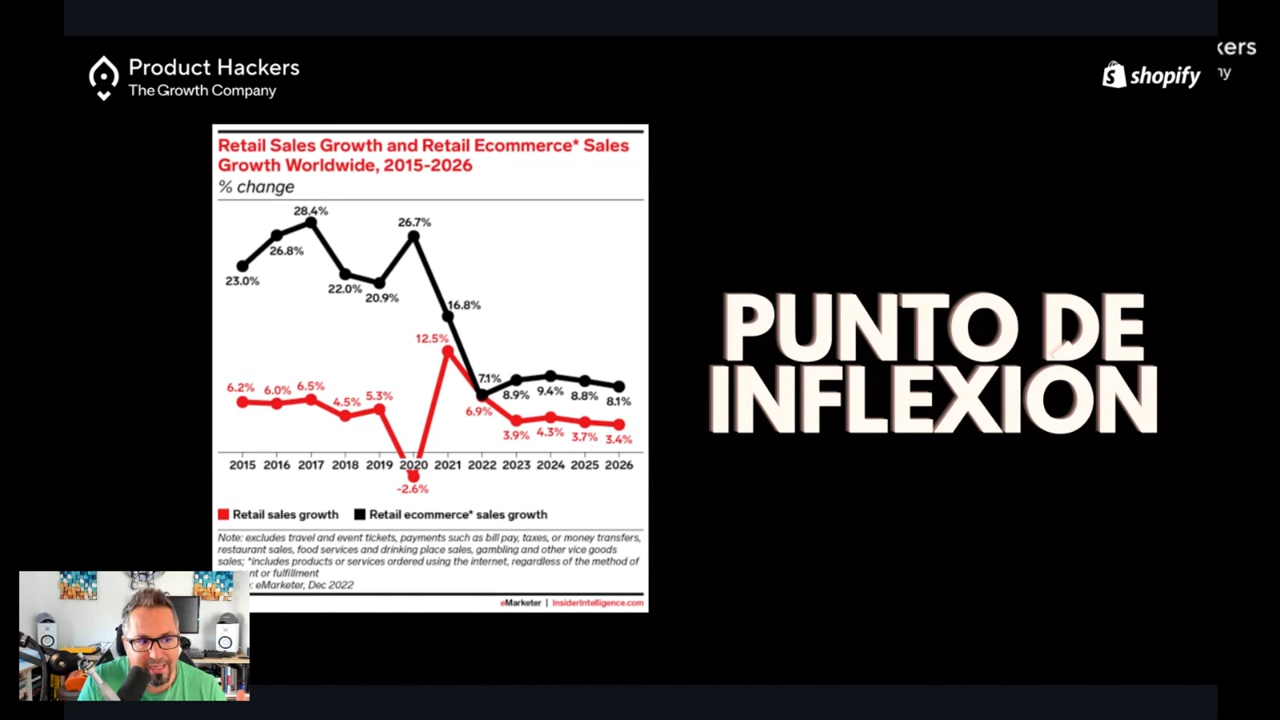 Product Hackers
The Growth Company
shopify
kers
ny
Retail Sales Growth and Retail Ecommerce* Sales
Growth Worldwide, 2015-2026
% change
28.4%
26.7%
26.8%
23.0%
22.0%
20.9%
16.8%
12.5%
7.1%
8.9% 9.4% 8.8% 8.1%
6.2% 6.0% 6.5% 4.5% 5.3%
6.9%
3.9% 4.3% 3.7% 3.4%
2015 2016 2017 2018 2019 2020 2021 2022 2023 2024 2025 2026
-2.6%
Retail sales growth Retail ecommerce* sales growth
Note: excludes travel and event tickets, payments such as bill pay, taxes, or money transfers,
restaurant sales, food services and drinking place sales, gambling and other vice goods
sales; *includes products or services ordered using the internet, regardless of the method of
nt or fulfillment
: eMarketer, Dec 2022
eMarketer | InsiderIntelligence.com
PUNTO DE
INFLEXIÓN